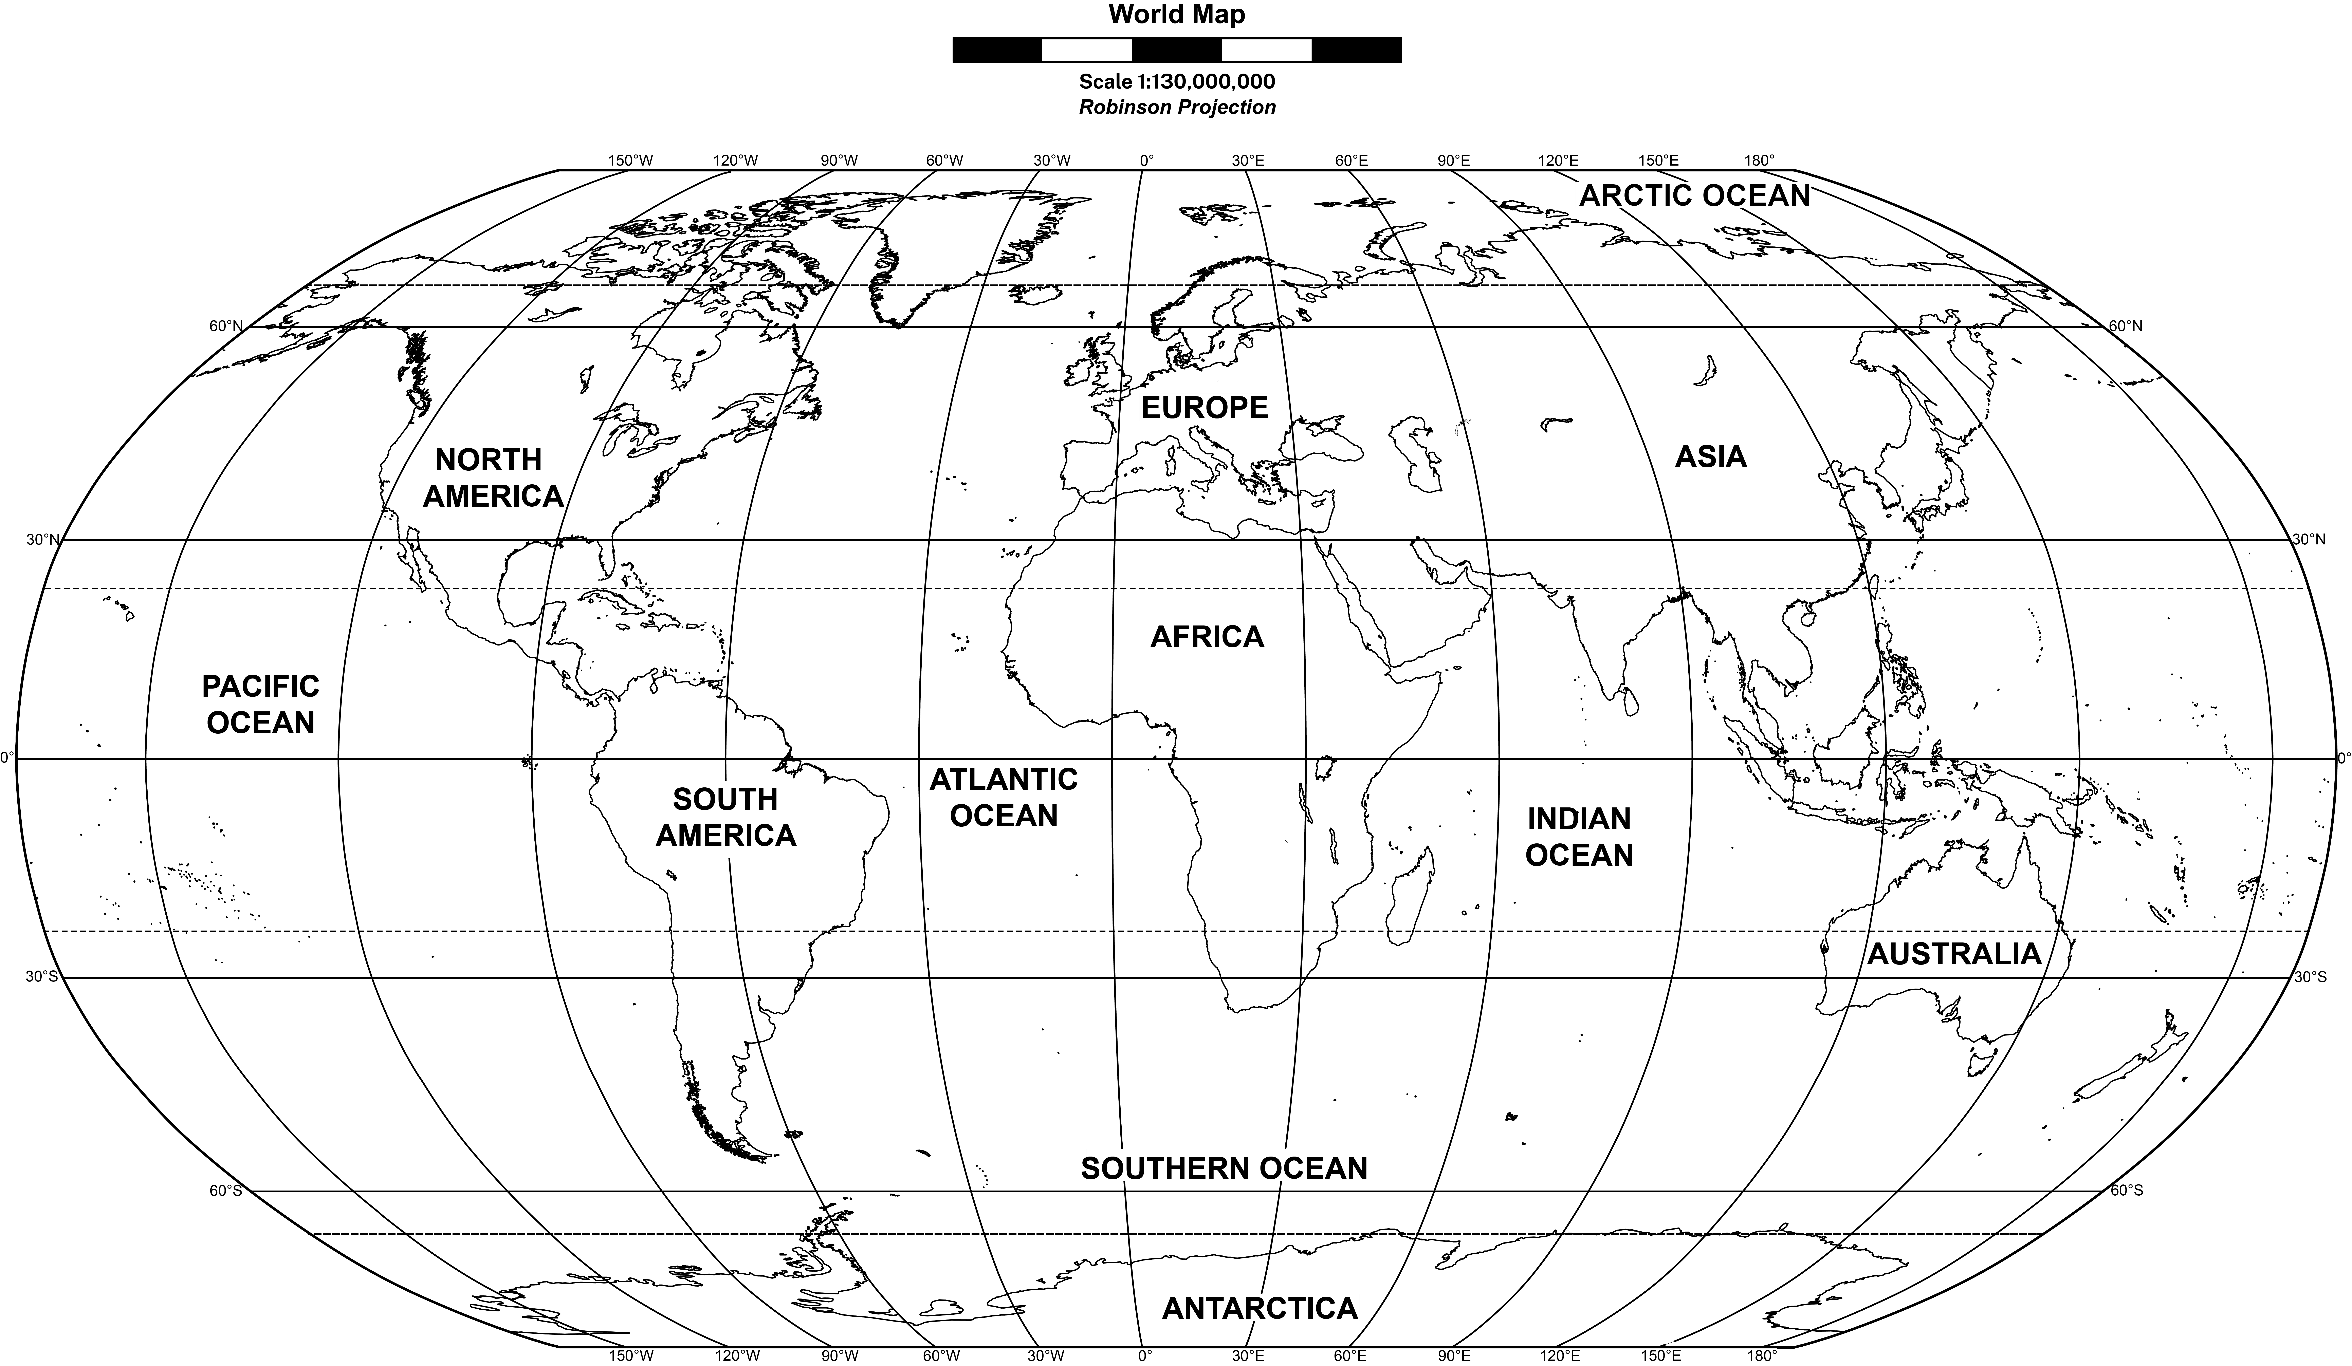 World Map
Scale 1:130,000,000
Robinson Projection
150°W 120°W 90°W 60°W 30°W 0° 30°E 60°E 90°E 120°E 150°E 180°
ARCTIC OCEAN
60°N 60°N
EUROPE
NORTH
AMERICA
ASIA
30°N 30°N
AFRICA
PACIFIC
OCEAN
0° 0°
ATLANTIC
OCEAN
SOUTH
AMERICA
INDIAN
OCEAN
AUSTRALIA
30°S 30°S
SOUTHERN OCEAN
60°S 60°S
ANTARCTICA
150°W 120°W 90°W 60°W 30°W 0° 30°E 60°E 90°E 120°E 150°E 180°